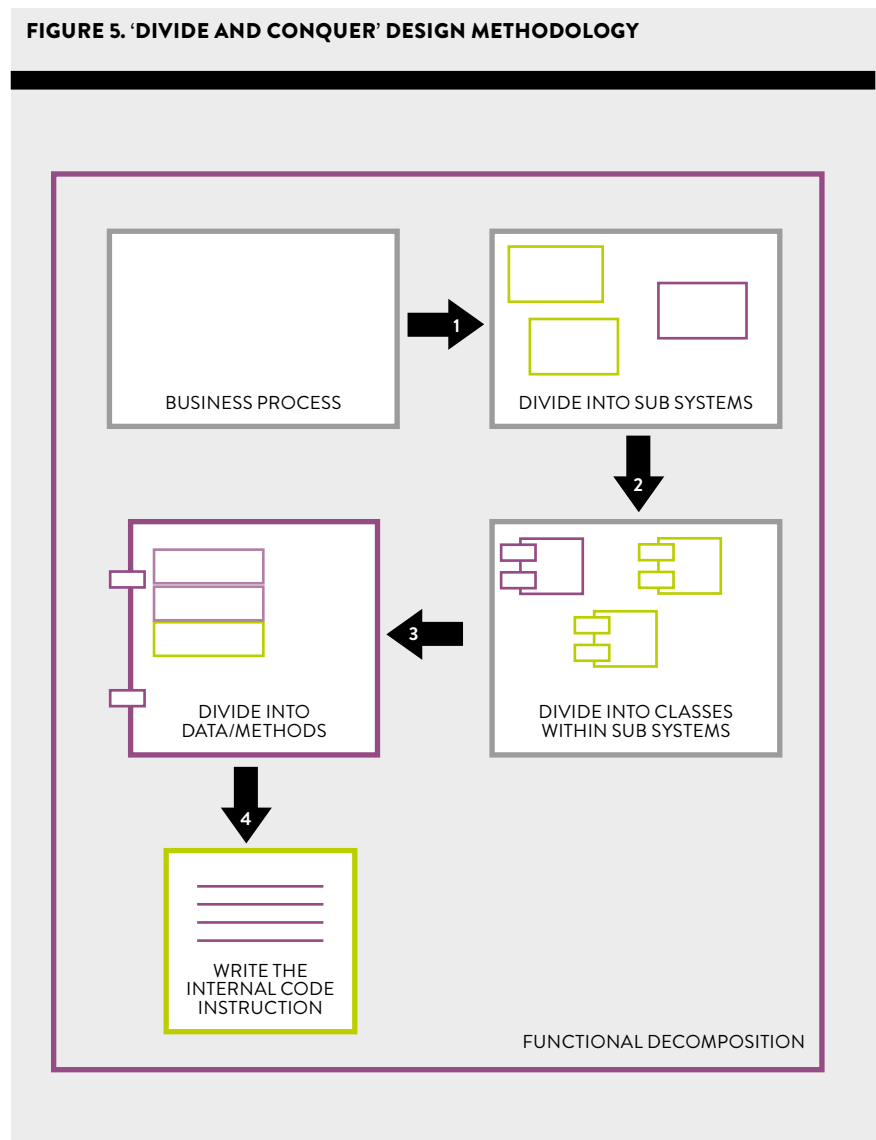 FIGURE 5. ‘DIVIDE AND CONQUER’ DESIGN METHODOLOGY
BUSINESS PROCESS
1
DIVIDE INTO SUB SYSTEMS
2
DIVIDE INTO CLASSES
WITHIN SUB SYSTEMS
3
DIVIDE INTO
DATA/METHODS
4
WRITE THE
INTERNAL CODE
INSTRUCTION
FUNCTIONAL DECOMPOSITION